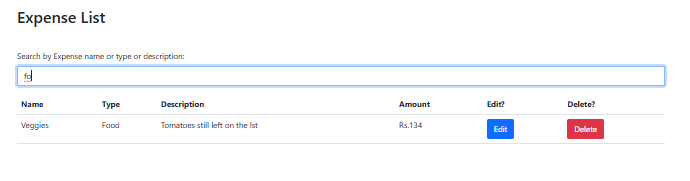 Expense List
Search by Expense name or type or description:
fo
Name Type Description Amount Edit? Delete?
Veggies Food Tomatoes still left on the lst Rs.134 Edit Delete